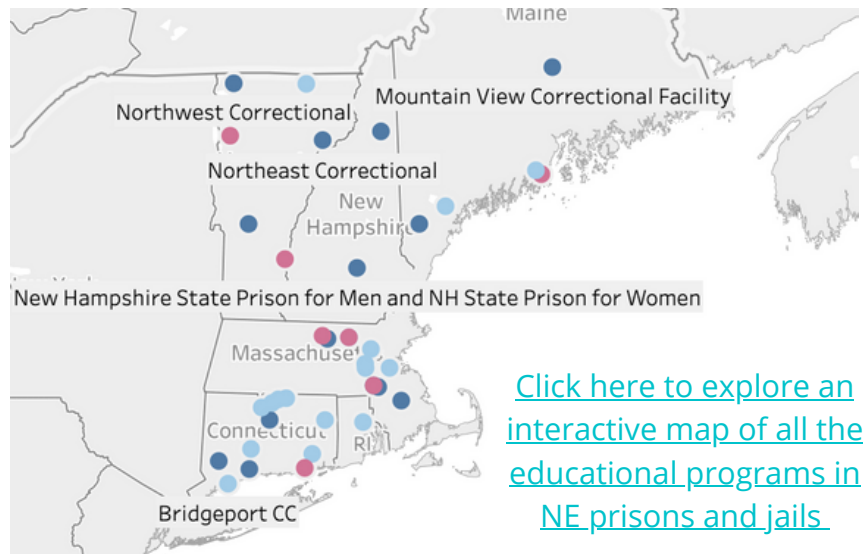 Maine
Mountain View Correctional Facility
Northwest Correctional
Northeast Correctional
New
Hampshire
New Hampshire State Prison for Men and NH State Prison for Women
Massachuse
Connecticut
RI
Bridgeport CC
Click here to explore an
interactive map of all the
educational programs in
NE prisons and jails